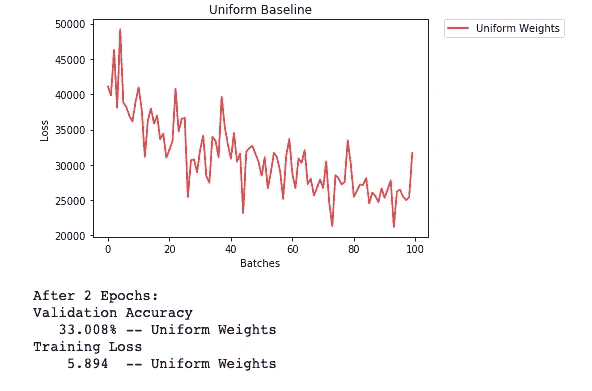 Uniform Baseline
Uniform Weights
50000
45000
40000
35000
30000
25000
20000
Loss
0 20 40 60 80 100
Batches
After 2 Epochs:
Validation Accuracy
33.008% -- Uniform Weights
Training Loss
5.894 -- Uniform Weights